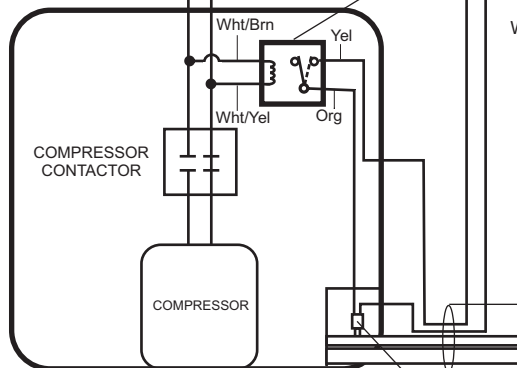 Wht/Brn
Yel
W
Wht/Yel
Org
COMPRESSOR
CONTACTOR
COMPRESSOR